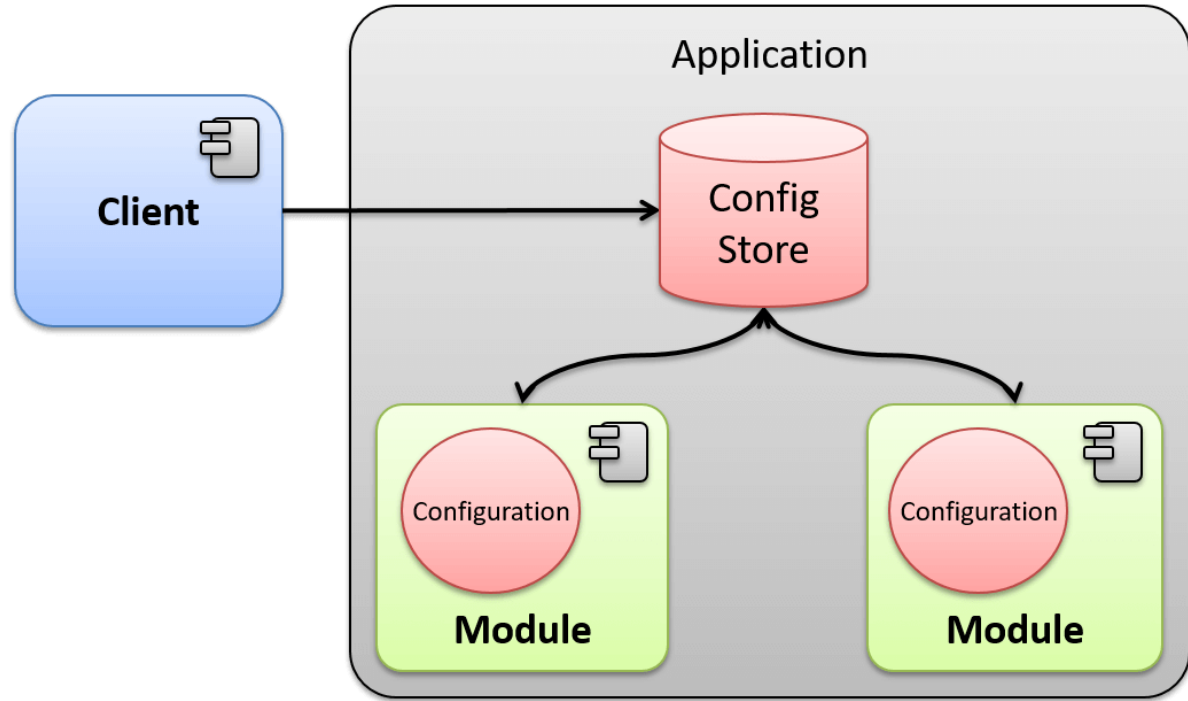 Application
Client
Config
Store
Configuration
Module
Configuration
Module